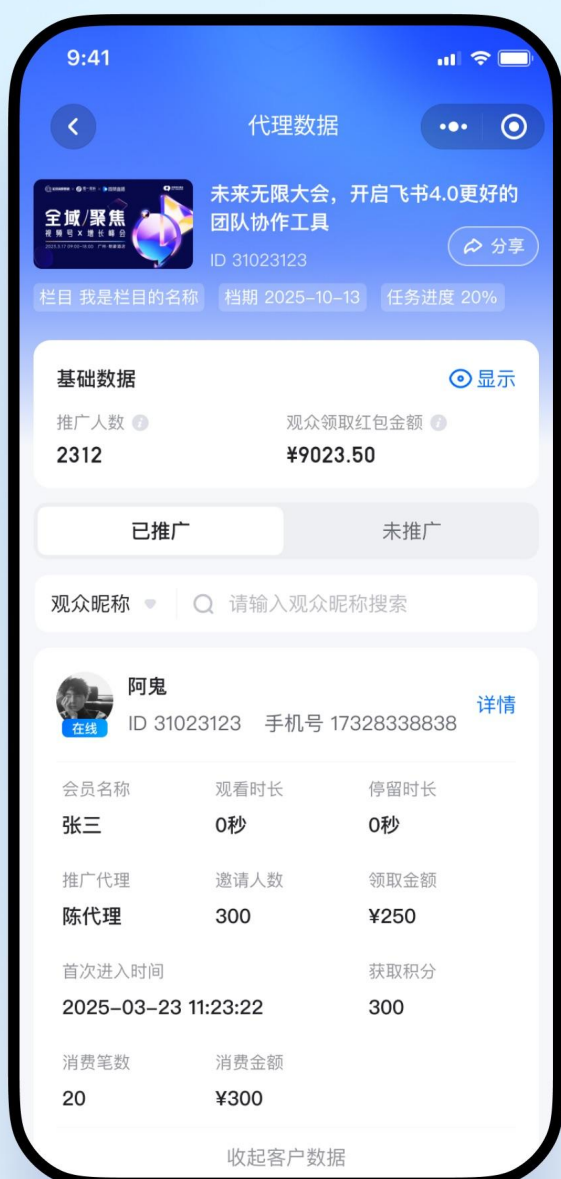 9:41
代理数据
全域/聚焦
视频号 X 增长峰会
未来无限大会，开启飞书4.0更好的
团队协作工具
ID 31023123
分享
栏目 我是栏目的名称 档期 2025-10-13 任务进度 20%
基础数据 显示
推广人数 观众领取红包金额
2312 ¥9023.50
已推广 未推广
观众昵称 请输入观众昵称搜索
阿鬼
在线 ID 31023123 手机号 17328338838
详情
会员名称 观看时长 停留时长
张三 0秒 0秒
推广代理 邀请人数 领取金额
陈代理 300 ¥250
首次进入时间 获取积分
2025-03-23 11:23:22 300
消费笔数 消费金额
20 ¥300
收起客户数据